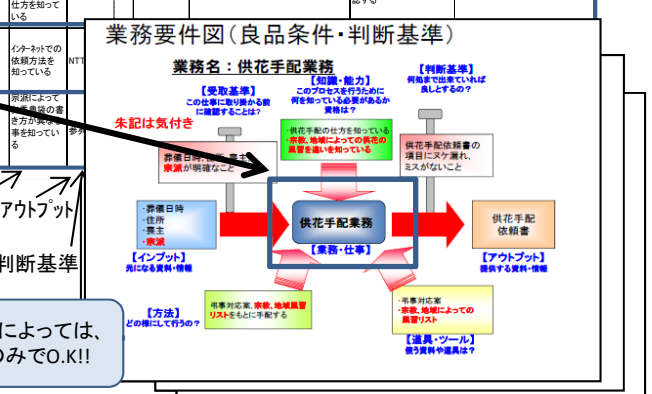 仕方を知って
いる
認する
インターネットでの
依頼方法を
知っている
NTT
宗派によって
き方が異なる
事を知ってい
る
参列
アウトプット
判断基準
によっては、
のみでO.K!!
業務要件図(良品条件・判断基準)
業務名:供花手配業務
【受取基準】
この仕事に取り掛かる前
に確認することは?
【知識・能力】
このプロセスを行うために
何を知っている必要があるか
資格は?
【判断基準】
何処まで出来ていれば
良しとするの?
朱記は気付き
葬儀日時、
宗派が明確なこと
・供花手配の仕方を知っている
・宗教、地域によっての供花の
風習を違いを知っている
供花手配依頼書の
項目にヌケ漏れ、
ミスがないこと
・葬儀日時
・住所
・喪主
・宗派
供花手配業務
供花手配
依頼書
【インプット】
元になる資料・情報
【業務・仕事】
【アウトプット】
提供する資料・情報
【方法】
どの様にして行うの?
弔事対応案、宗教、地域風習
リストをもとに手配する
・弔事対応案
・宗教、地域によっての
風習リスト
【道具・ツール】
使う資料や道具は?